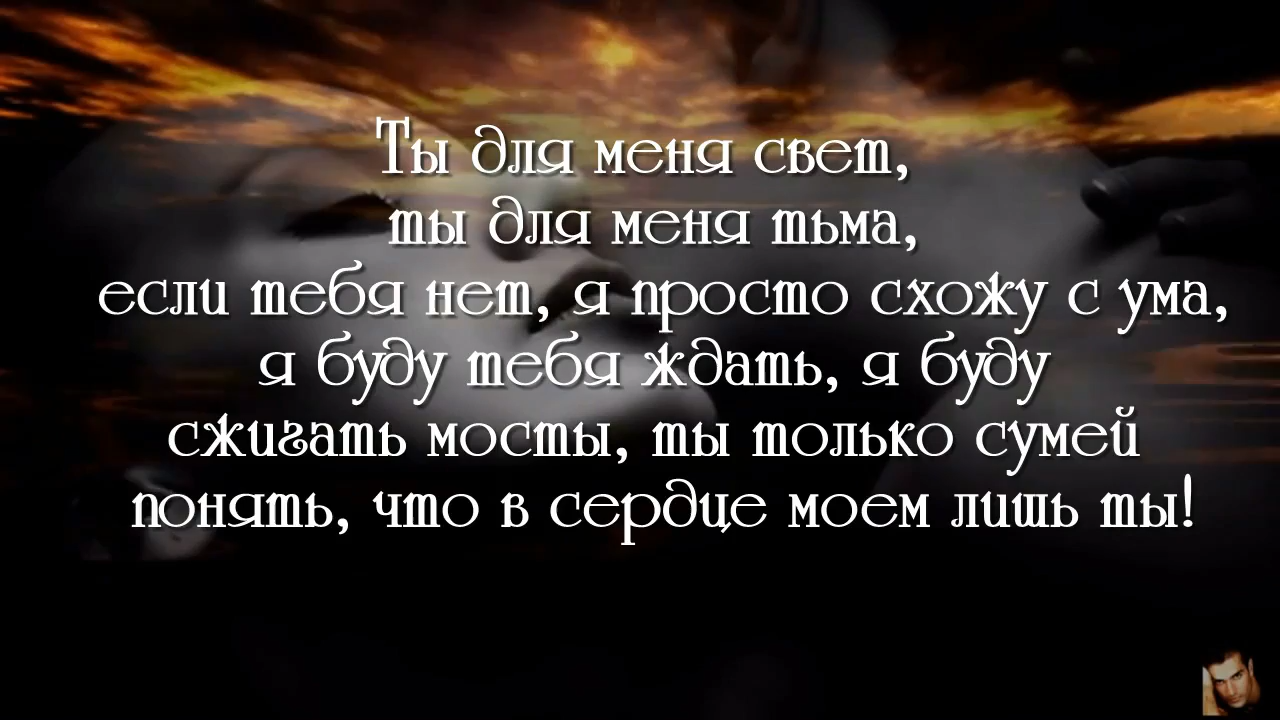 Ты для меня свет,
ты для меня тьма,
если тебя нет, я просто схожу с ума,
я буду тебя ждать, я буду
сжигать мосты, ты только сумей
понять, что в сердце моем лишь ты!